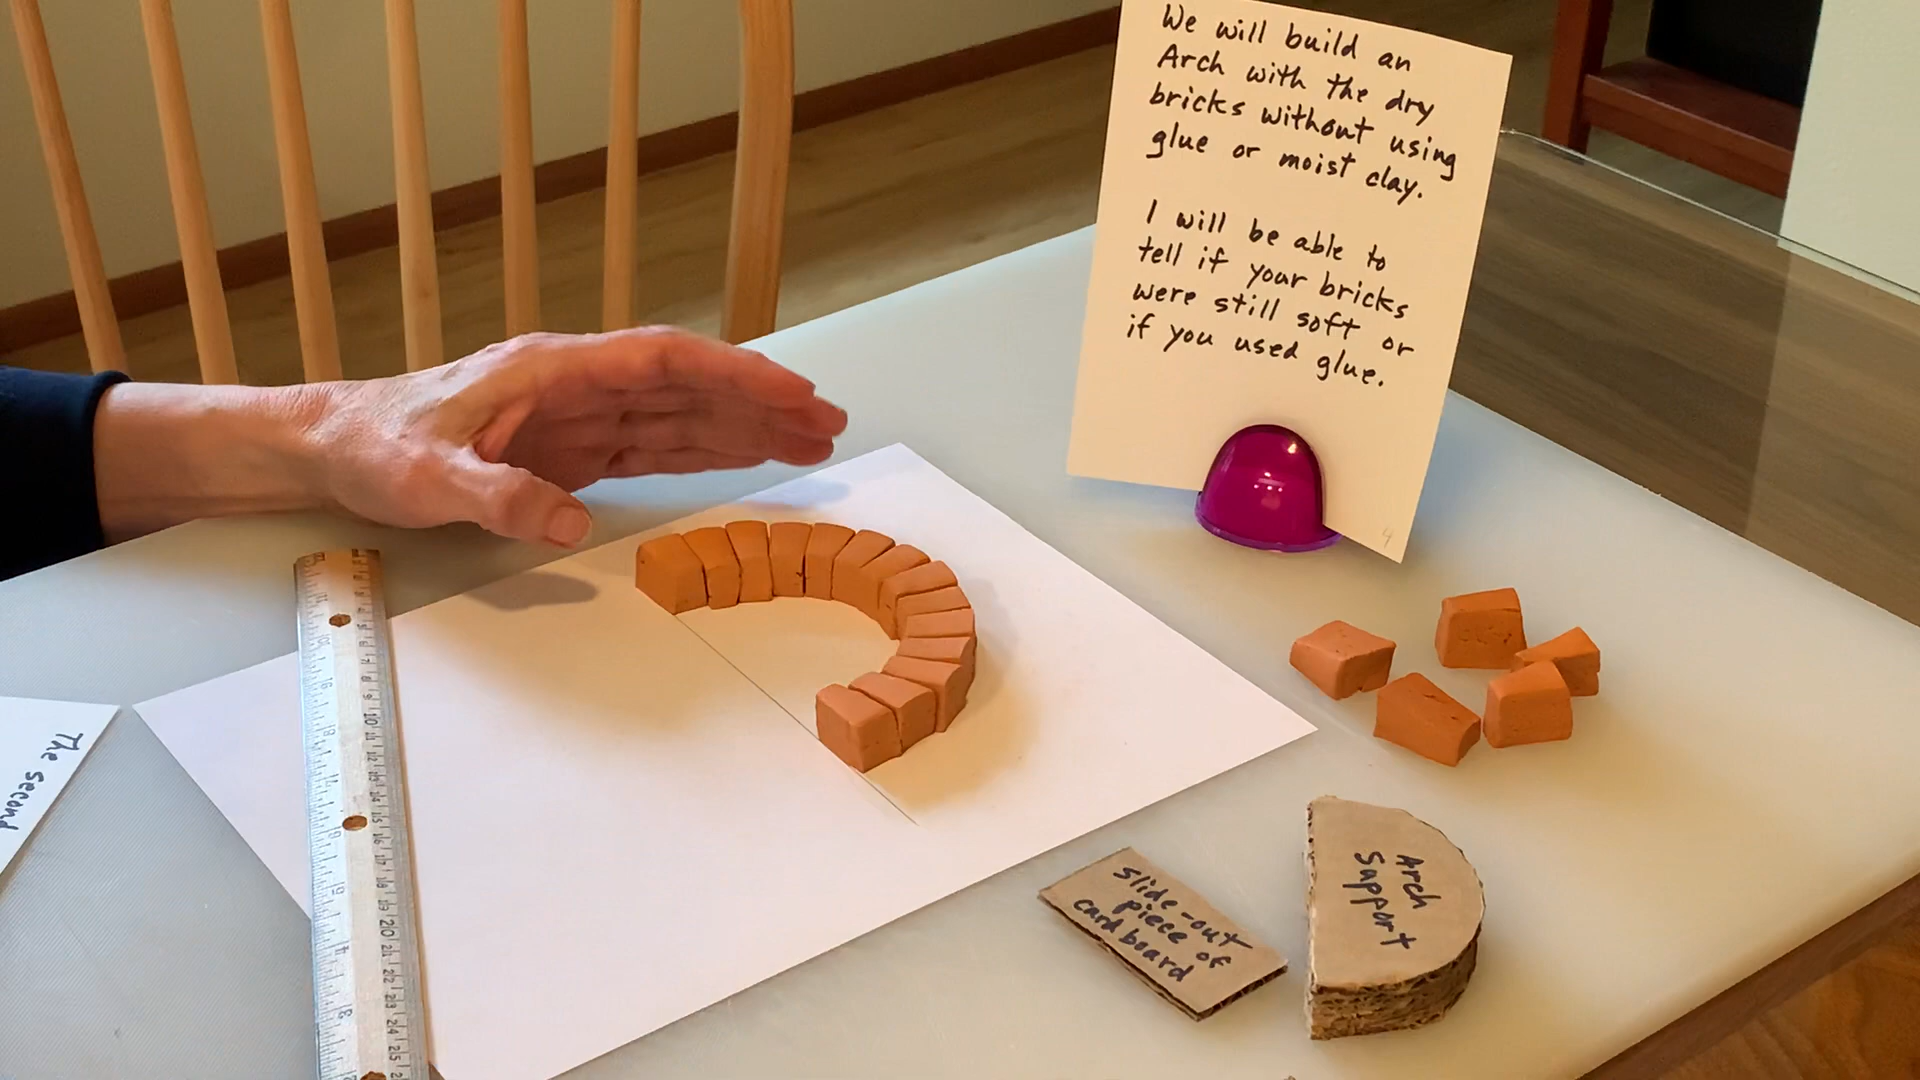 We will build an
Arch with the dry
bricks without using
glue or moist clay.
I will be able to
tell if your bricks
were still soft or
if you used glue.
4
The second
Slide-out
piece of
cardboard
Arch
Support